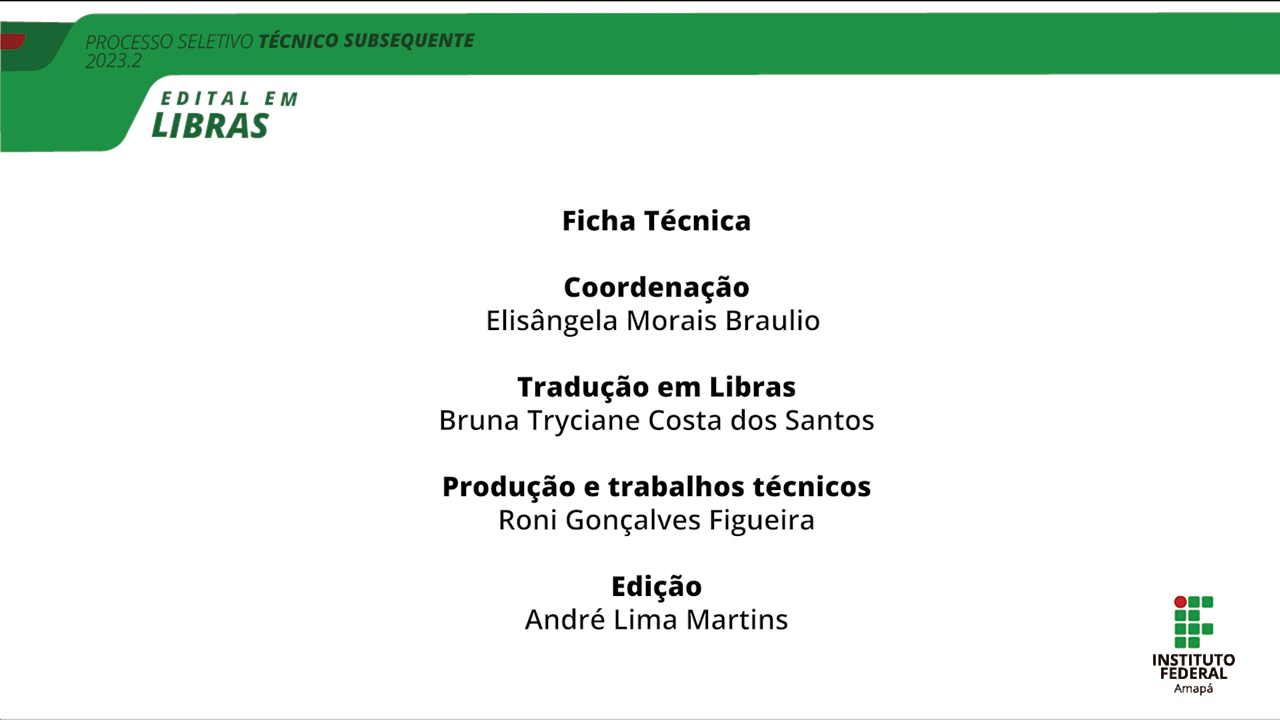 PROCESSO SELETIVO TÉCNICO SUBSEQUENTE
2023.2
EDITAL EM
LIBRAS
Ficha Técnica
Coordenação
Elisângela Morais Braulio
Tradução em Libras
Bruna Tryciane Costa dos Santos
Produção e trabalhos técnicos
Roni Gonçalves Figueira
Edição
André Lima Martins
INSTITUTO
FEDERAL
Amapá